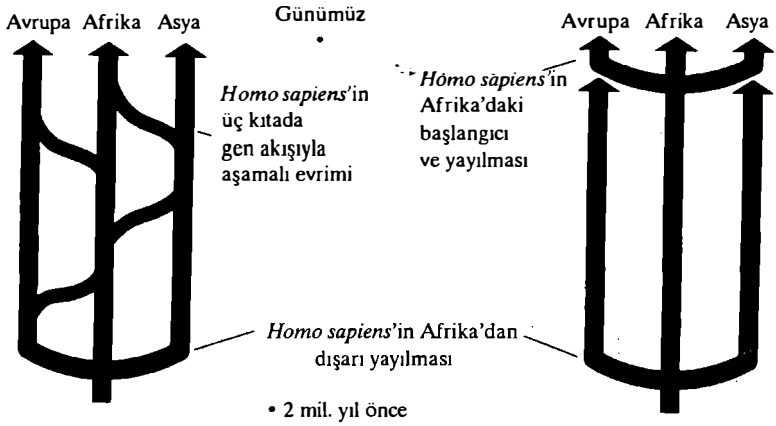 Avrupa Afrika Asya
Günümüz
•
Avrupa Afrika Asya
Homo sapiens'in
üç kıtada
gen akışıyla
aşamalı evrimi
Homo sapiens'in
Afrika'daki
başlangıcı
ve yayılması
Homo sapiens'in Afrika'dan
dışarı yayılması
• 2 mil. yıl önce